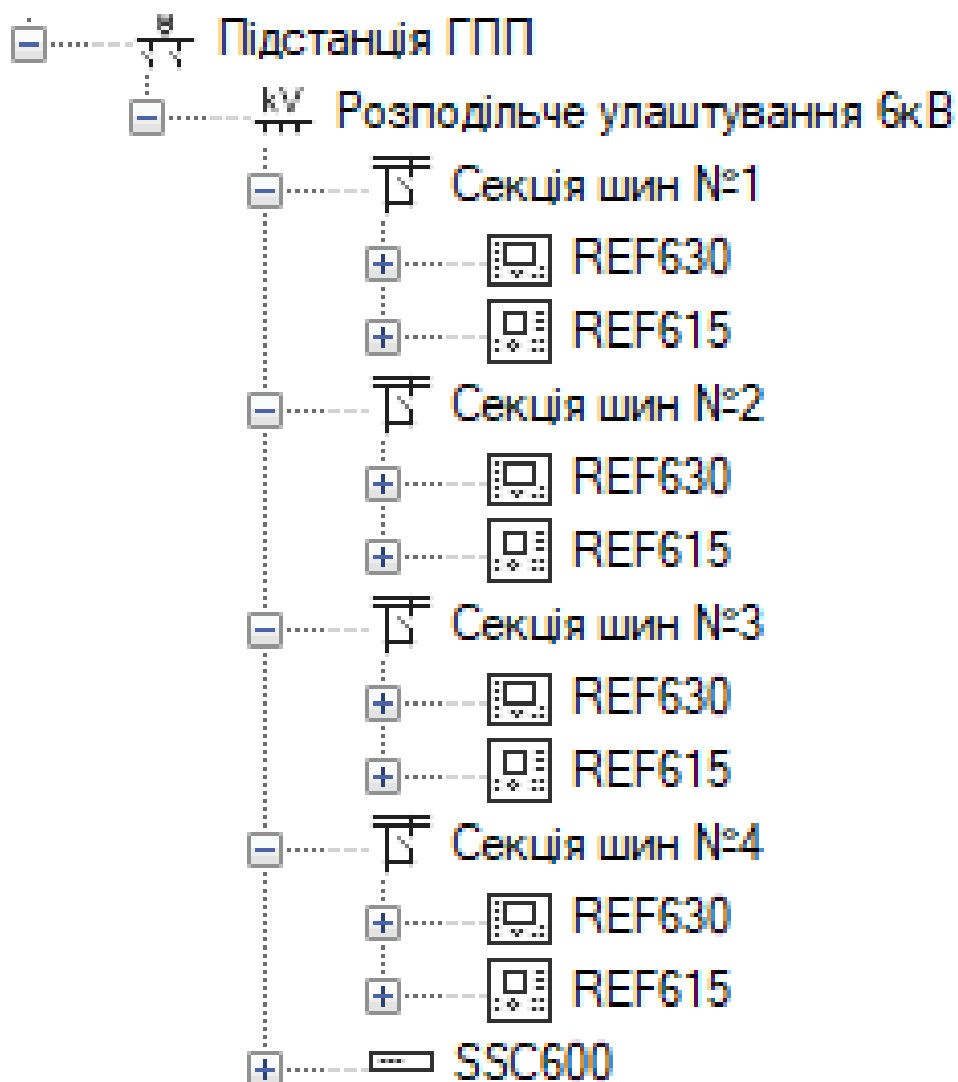 Підстанція ГПП
kV Розподільче улаштування 6кВ
Секція шин №1
REF630
REF615
Секція шин №2
REF630
REF615
Секція шин №3
REF630
REF615
Секція шин №4
REF630
REF615
SSC600